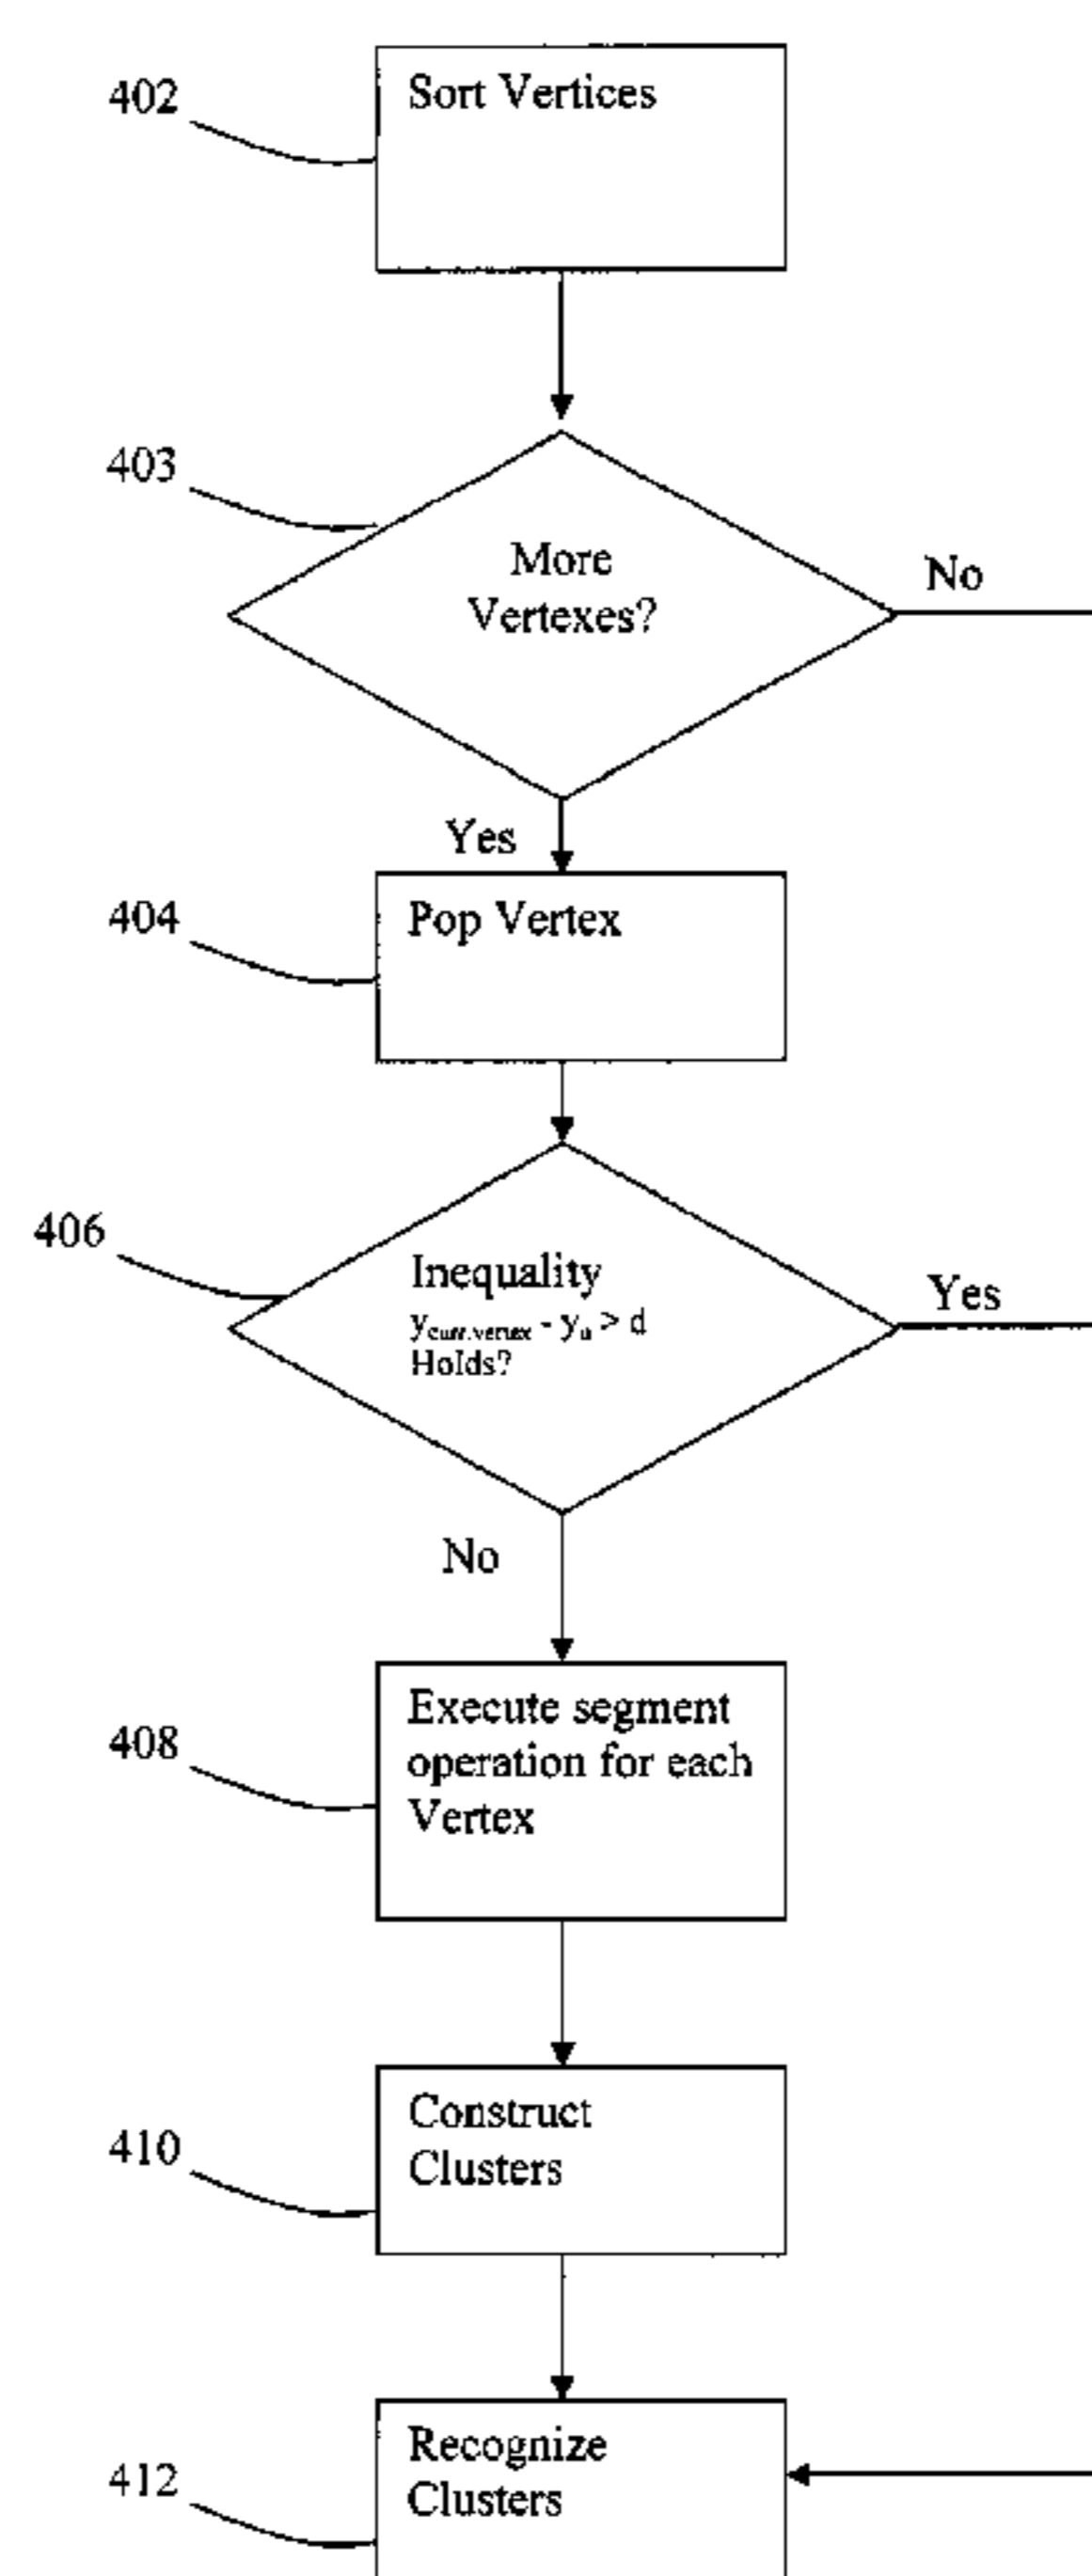 402
Sort Vertices
403
More
Vertexes?
No
Yes
404
Pop Vertex
406
Inequality
y_curr.vertex - y_u > d
Holds?
Yes
No
408
Execute segment
operation for each
Vertex
410
Construct
Clusters
412
Recognize
Clusters